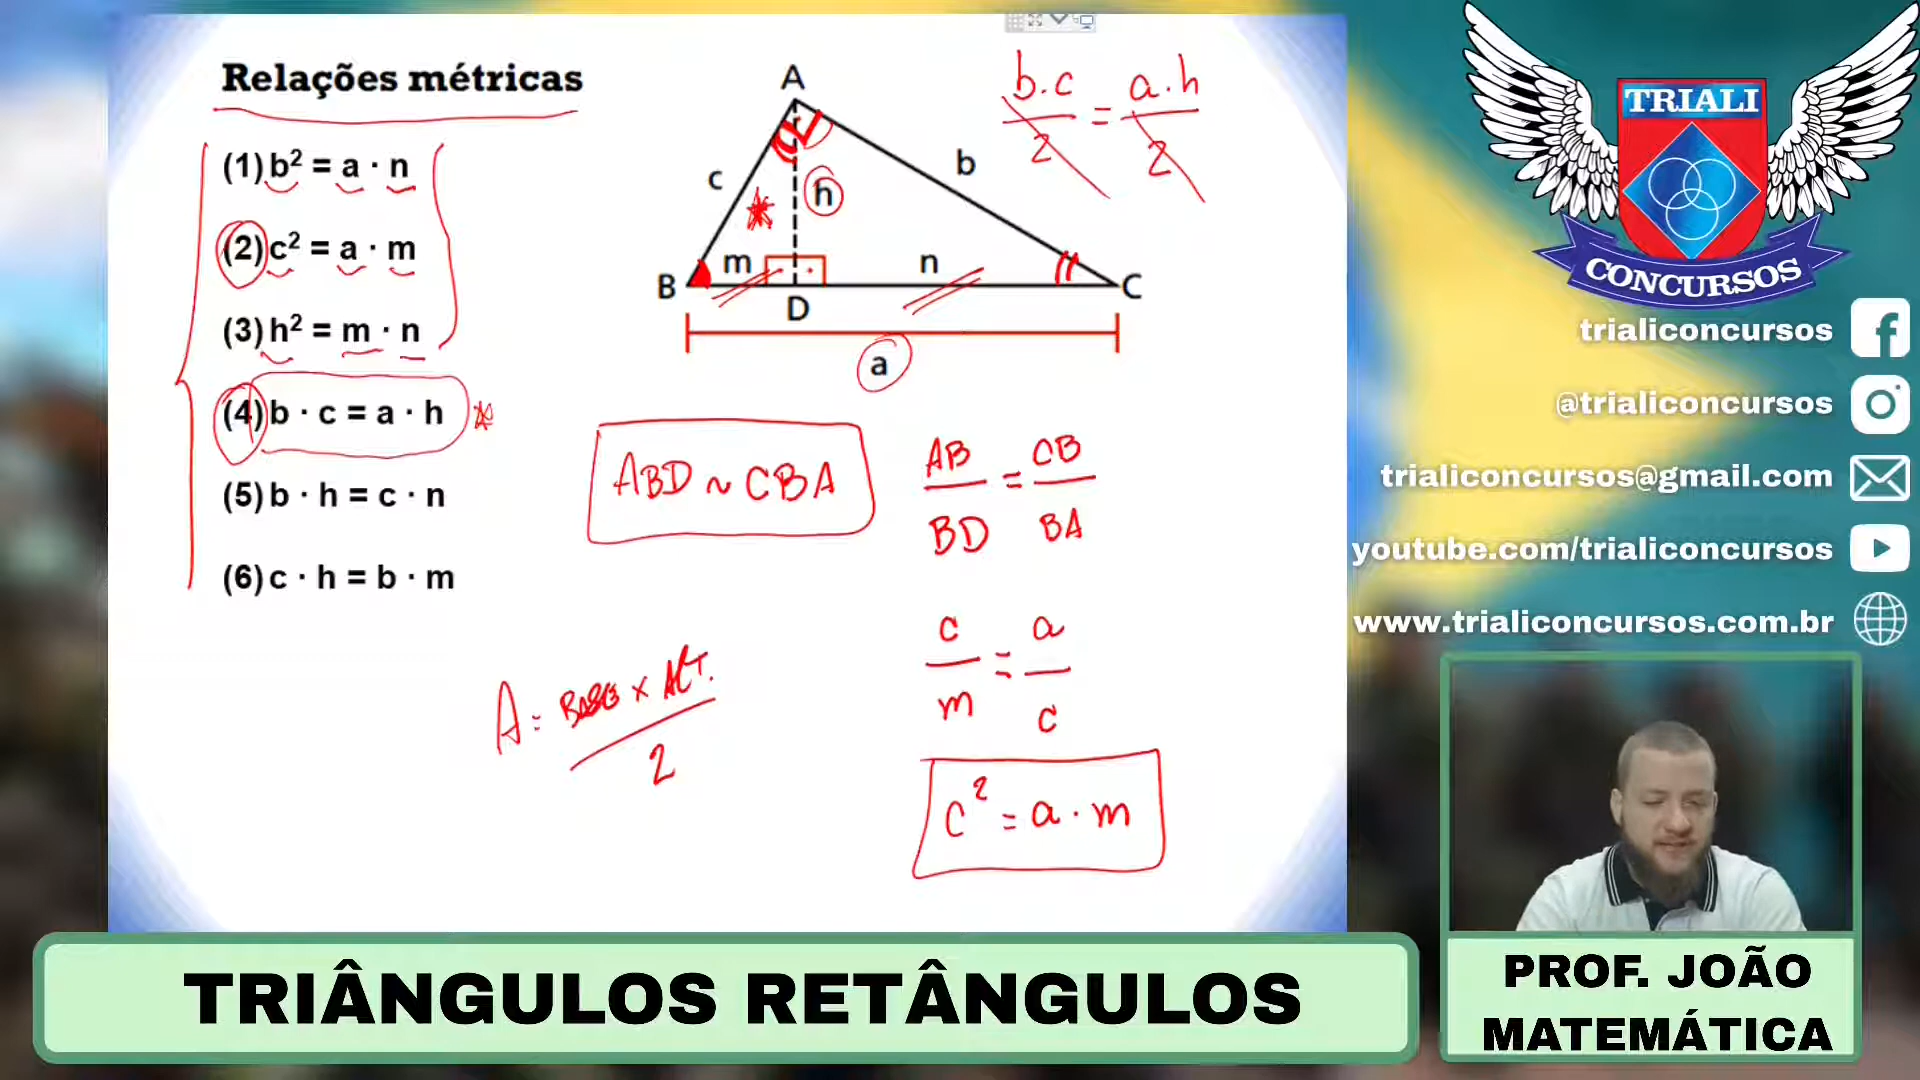 Relações métricas
(1) b² = a · n
(2) c² = a · m
(3) h² = m · n
(4) b · c = a · h
(5) b · h = c · n
(6) c · h = b · m
A
c
h
b
m
n
B
D
C
a
b.c/2 = a.h/2
ABD ~ CBA
AB/BD = CB/BA
c/m = a/c
c² = a · m
A = BASE x ALT. / 2
TRIALI
CONCURSOS
trialiconcursos
@trialiconcursos
trialiconcursos@gmail.com
youtube.com/trialiconcursos
www.trialiconcursos.com.br
TRIÂNGULOS RETÂNGULOS
PROF. JOÃO
MATEMÁTICA